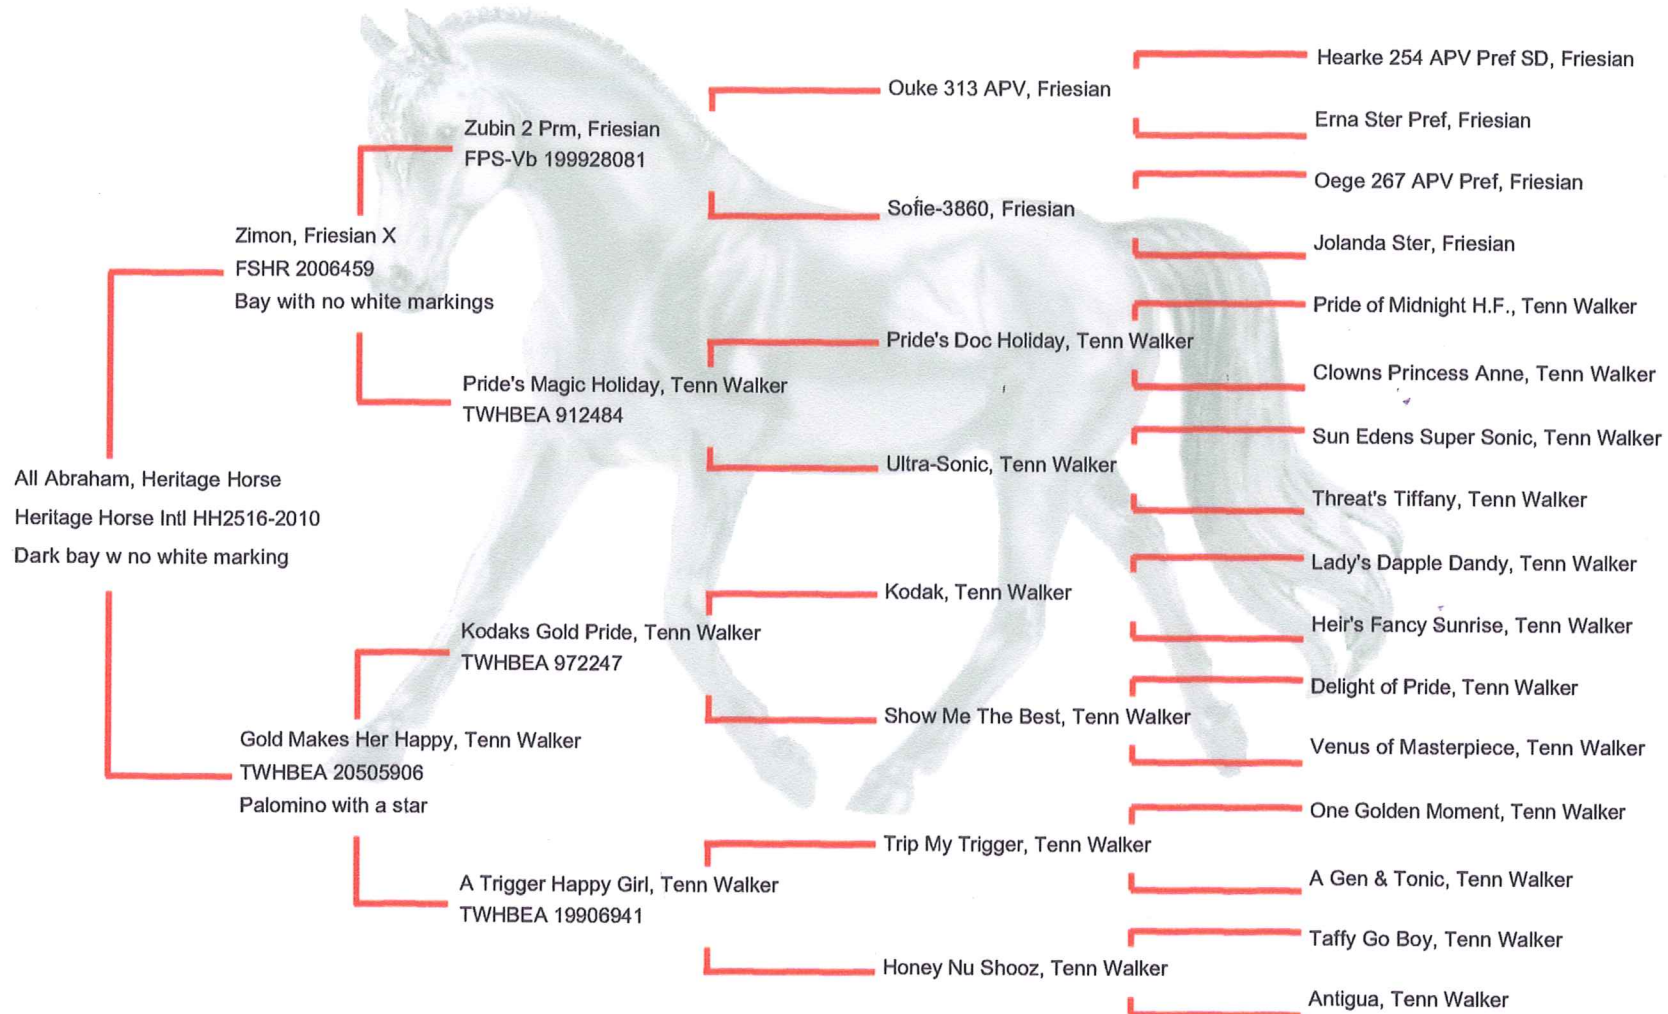 All Abraham, Heritage Horse
Heritage Horse Intl HH2516-2010
Dark bay w no white marking
Zimon, Friesian X
FSHR 2006459
Bay with no white markings
Gold Makes Her Happy, Tenn Walker
TWHBEA 20505906
Palomino with a star
Zubin 2 Prm, Friesian
FPS-Vb 199928081
Pride's Magic Holiday, Tenn Walker
TWHBEA 912484
Kodaks Gold Pride, Tenn Walker
TWHBEA 972247
A Trigger Happy Girl, Tenn Walker
TWHBEA 19906941
Ouke 313 APV, Friesian
Sofie-3860, Friesian
Pride's Doc Holiday, Tenn Walker
Ultra-Sonic, Tenn Walker
Kodak, Tenn Walker
Show Me The Best, Tenn Walker
Trip My Trigger, Tenn Walker
Honey Nu Shooz, Tenn Walker
Hearke 254 APV Pref SD, Friesian
Erna Ster Pref, Friesian
Oege 267 APV Pref, Friesian
Jolanda Ster, Friesian
Pride of Midnight H.F., Tenn Walker
Clowns Princess Anne, Tenn Walker
Sun Edens Super Sonic, Tenn Walker
Threat's Tiffany, Tenn Walker
Lady's Dapple Dandy, Tenn Walker
Heir's Fancy Sunrise, Tenn Walker
Delight of Pride, Tenn Walker
Venus of Masterpiece, Tenn Walker
One Golden Moment, Tenn Walker
A Gen & Tonic, Tenn Walker
Taffy Go Boy, Tenn Walker
Antigua, Tenn Walker